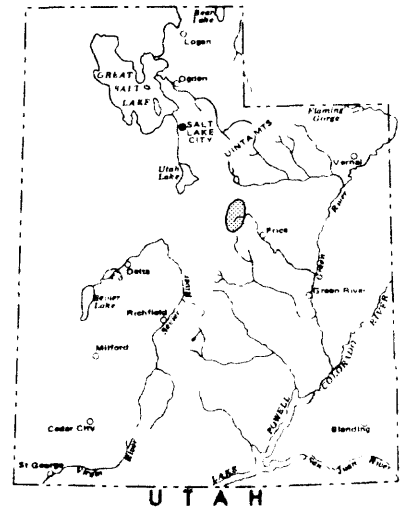 Bear
Lake
Logan
GREAT
SALT
LAKE
Ogden
SALT
LAKE
CITY
UINTA MTS
Flaming
Gorge
Vernal
Utah
Lake
River
Price
Green
Delta
Green River
River
Sevier
Lake
Richfield
Sevier
COLORADO
RIVER
Milford
POWELL
Cedar City
Blanding
St George
Virgin
River
LAKE
San Juan River
UTAH